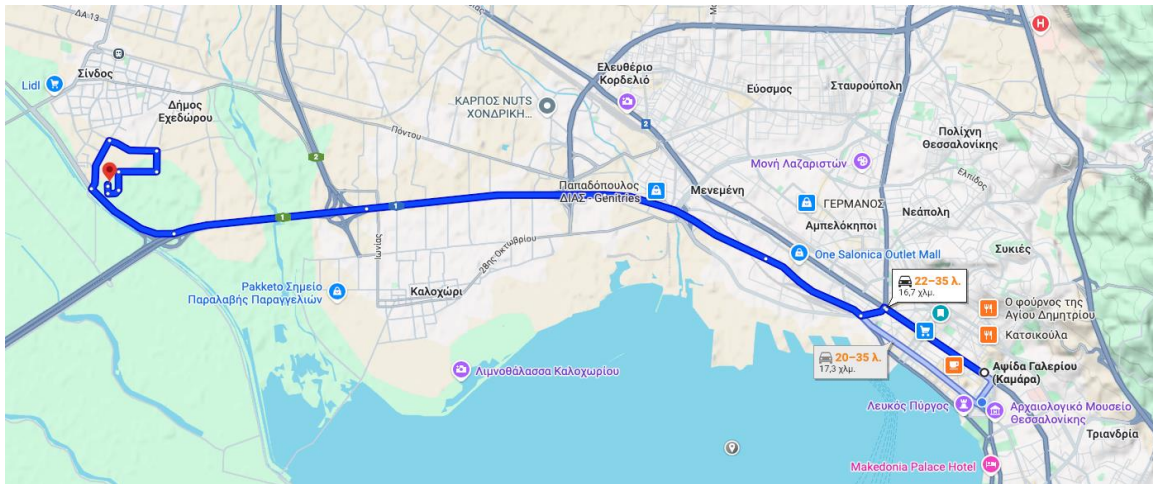 ΔΑ 13
Σίνδος
Lidl
Δήμος
Εχεδώρου
ΚΑΡΠΟΣ NUTS
ΧΟΝΔΡΙΚΗ...
Πόντου
2
Ελευθέριο
Κορδελιό
2
Εύοσμος
Σταυρούπολη
H
Πολίχνη
Θεσσαλονίκης
Ελπίδος
Μονή Λαζαριστών
Παπαδόπουλος
ΔΙΑΣ - Genitries
Μενεμένη
ΓΕΡΜΑΝΟΣ
Αμπελόκηποι
Νεάπολη
Συκιές
1
1
Ιωνίας
28ης Οκτωβρίου
One Salonica Outlet Mall
Pakketo Σημείο
Παραλαβής Παραγγελιών
Καλοχώρι
22–35 λ.
16,7 χλμ.
Ο φούρνος της
Αγίου Δημητρίου
Κατσικούλα
20–35 λ.
17,3 χλμ.
Λιμνοθάλασσα Καλοχωρίου
Αψίδα Γαλερίου
(Καμάρα)
Λευκός Πύργος
Αρχαιολογικό Μουσείο
Θεσσαλονίκης
Τριανδρία
Makedonia Palace Hotel